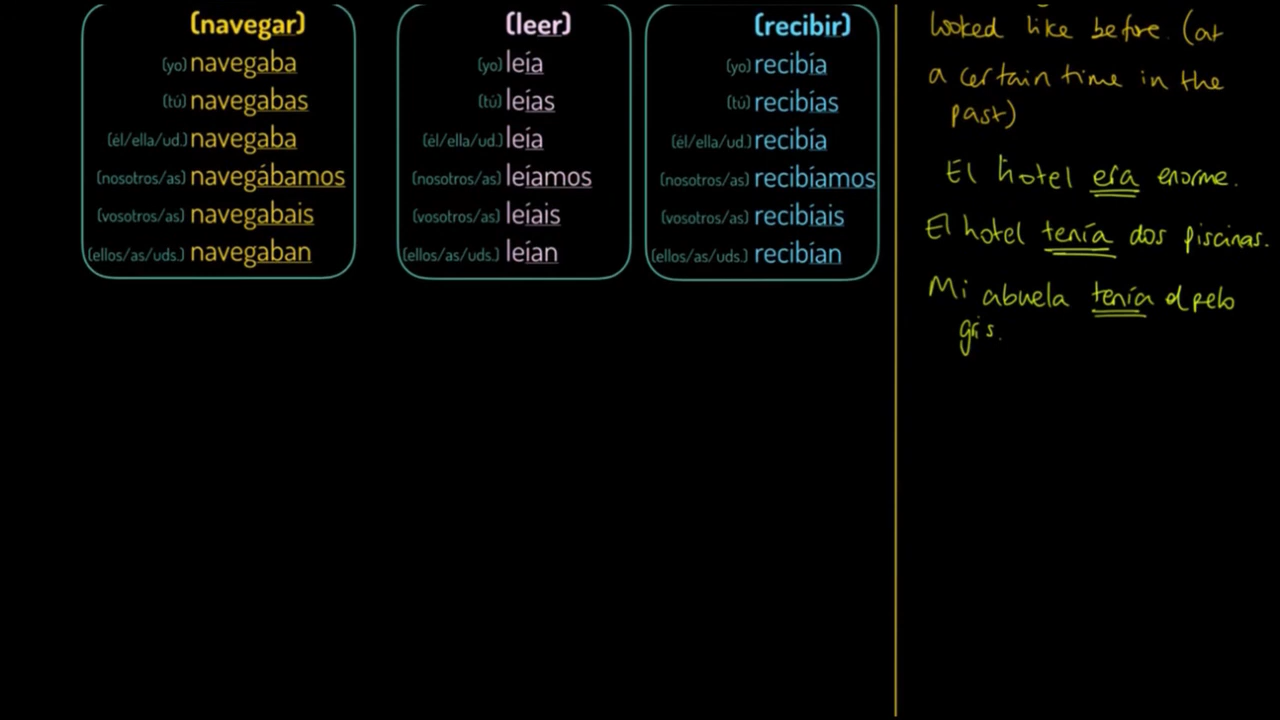 (navegar)
(yo) navegaba
(tú) navegabas
(él/ella/ud.) navegaba
(nosotros/as) navegábamos
(vosotros/as) navegabais
(ellos/as/uds.) navegaban
(leer)
(yo) leía
(tú) leías
(él/ella/ud.) leía
(nosotros/as) leíamos
(vosotros/as) leíais
(ellos/as/uds.) leían
(recibir)
(yo) recibía
(tú) recibías
(él/ella/ud.) recibía
(nosotros/as) recibíamos
(vosotros/as) recibíais
(ellos/as/uds.) recibían
looked like before. (at
a certain time in the
past)
El hotel era enorme.
El hotel tenía dos piscinas.
Mi abuela tenía el pelo
gris.